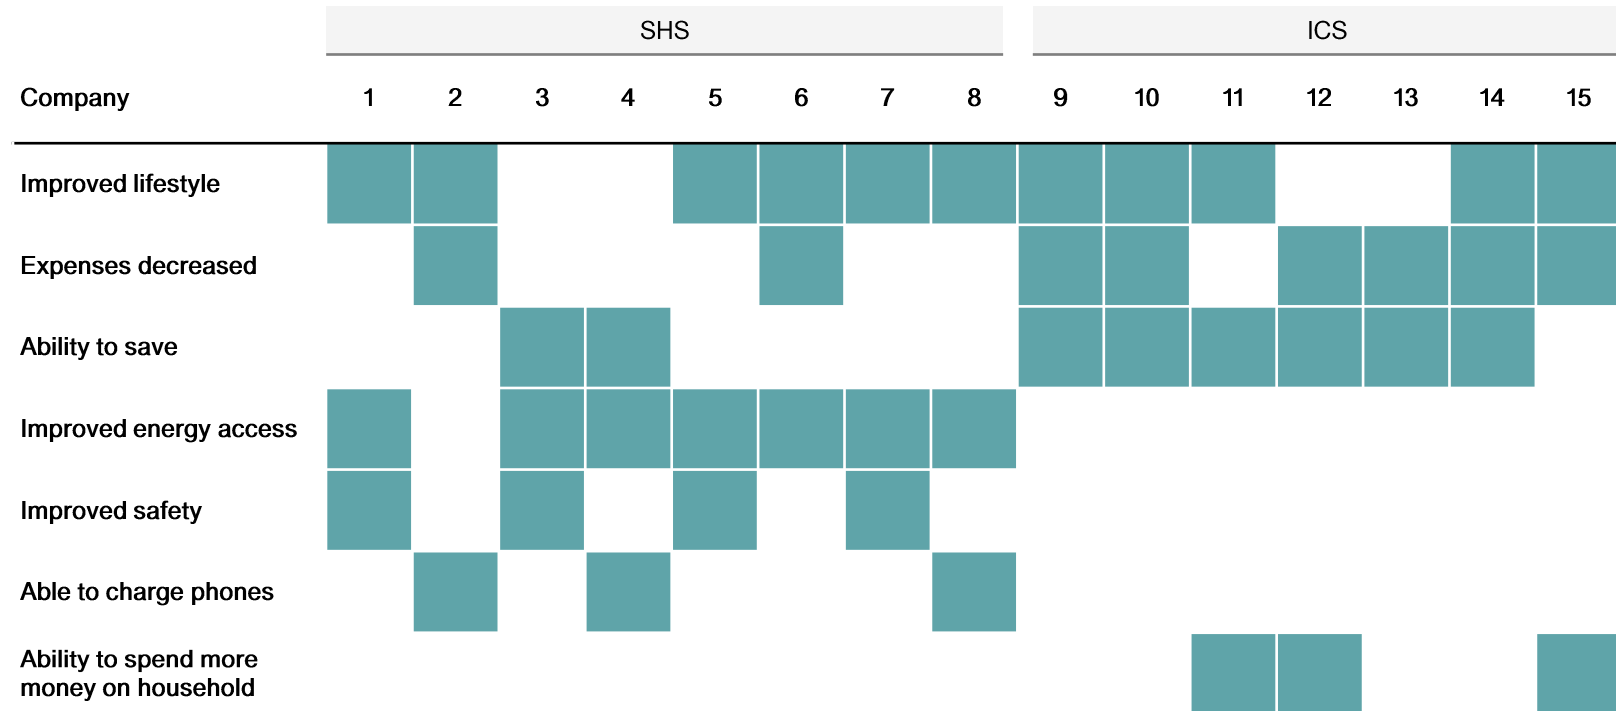 SHS ICS
Company 1 2 3 4 5 6 7 8 9 10 11 12 13 14 15
Improved lifestyle
Expenses decreased
Ability to save
Improved energy access
Improved safety
Able to charge phones
Ability to spend more
money on household